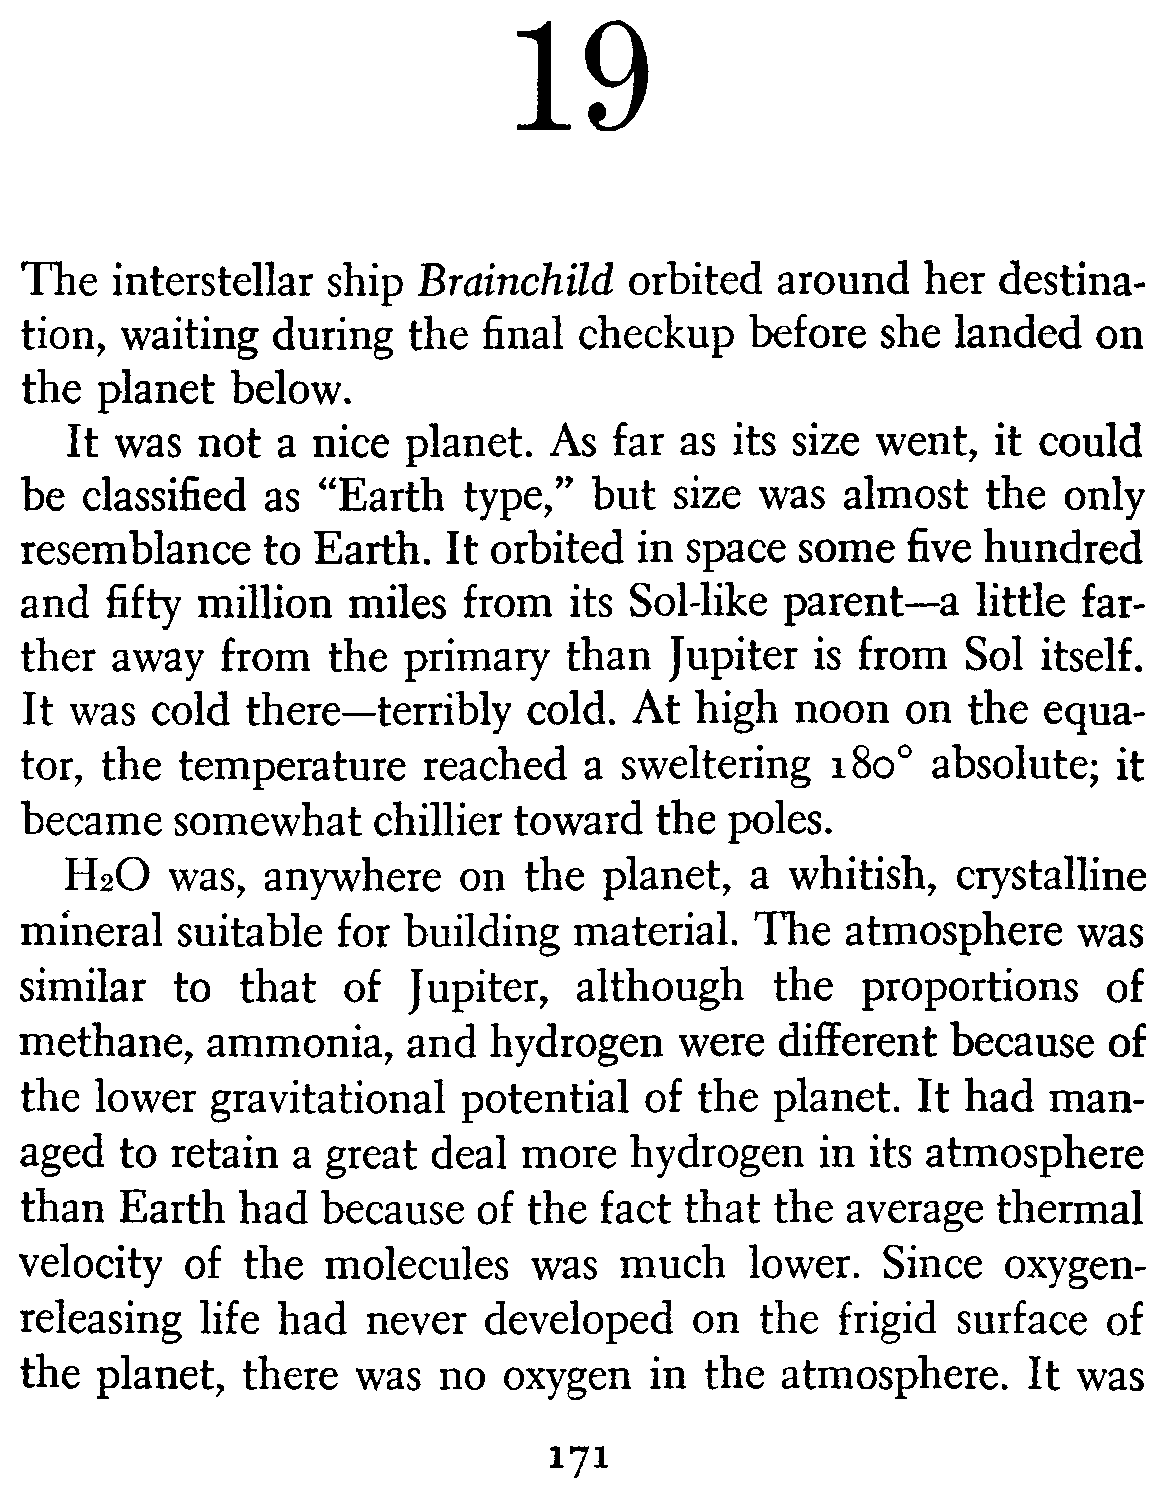 19
The interstellar ship Brainchild orbited around her destina-
tion, waiting during the final checkup before she landed on
the planet below.
It was not a nice planet. As far as its size went, it could
be classified as “Earth type,” but size was almost the only
resemblance to Earth. It orbited in space some five hundred
and fifty million miles from its Sol-like parent—a little far-
ther away from the primary than Jupiter is from Sol itself.
It was cold there—terribly cold. At high noon on the equa-
tor, the temperature reached a sweltering 180° absolute; it
became somewhat chillier toward the poles.
H2O was, anywhere on the planet, a whitish, crystalline
mineral suitable for building material. The atmosphere was
similar to that of Jupiter, although the proportions of
methane, ammonia, and hydrogen were different because of
the lower gravitational potential of the planet. It had man-
aged to retain a great deal more hydrogen in its atmosphere
than Earth had because of the fact that the average thermal
velocity of the molecules was much lower. Since oxygen-
releasing life had never developed on the frigid surface of
the planet, there was no oxygen in the atmosphere. It was
171